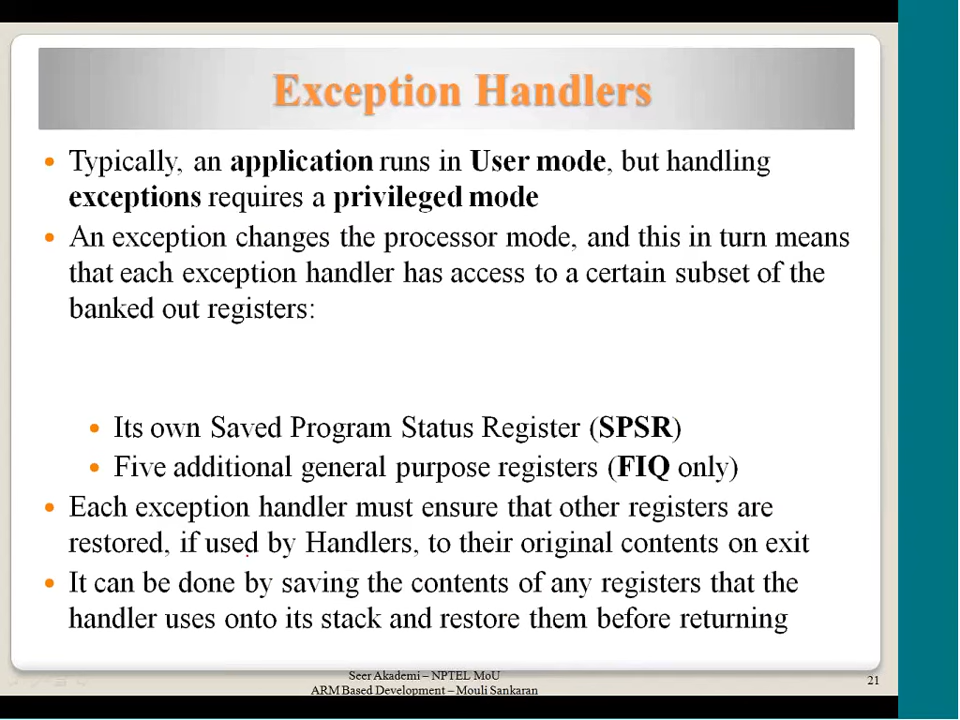 Exception Handlers
• Typically, an application runs in User mode, but handling
exceptions requires a privileged mode
• An exception changes the processor mode, and this in turn means
that each exception handler has access to a certain subset of the
banked out registers:
• Its own Saved Program Status Register (SPSR)
• Five additional general purpose registers (FIQ only)
• Each exception handler must ensure that other registers are
restored, if used by Handlers, to their original contents on exit
• It can be done by saving the contents of any registers that the
handler uses onto its stack and restore them before returning
Seer Akademi – NPTEL MoU
ARM Based Development – Mouli Sankaran
21